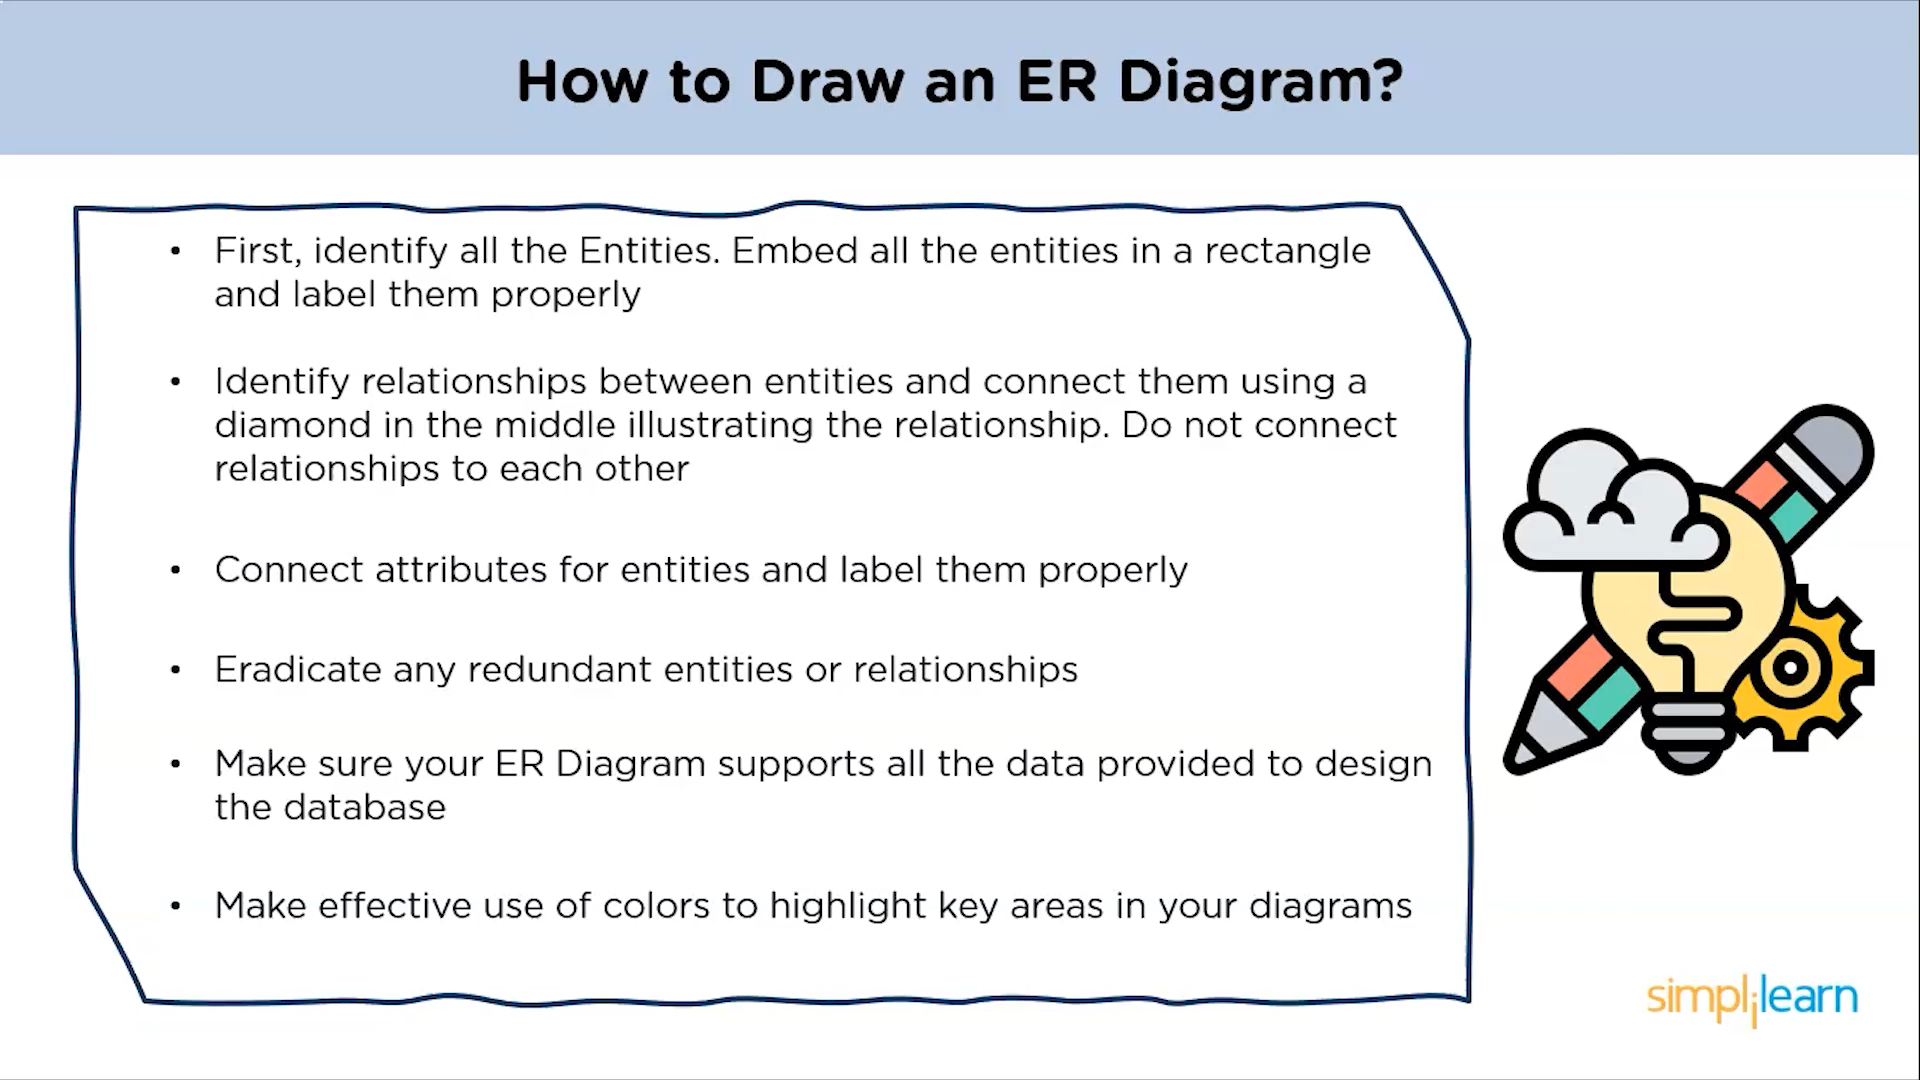 How to Draw an ER Diagram?
• First, identify all the Entities. Embed all the entities in a rectangle
and label them properly
• Identify relationships between entities and connect them using a
diamond in the middle illustrating the relationship. Do not connect
relationships to each other
• Connect attributes for entities and label them properly
• Eradicate any redundant entities or relationships
• Make sure your ER Diagram supports all the data provided to design
the database
• Make effective use of colors to highlight key areas in your diagrams
simplilearn